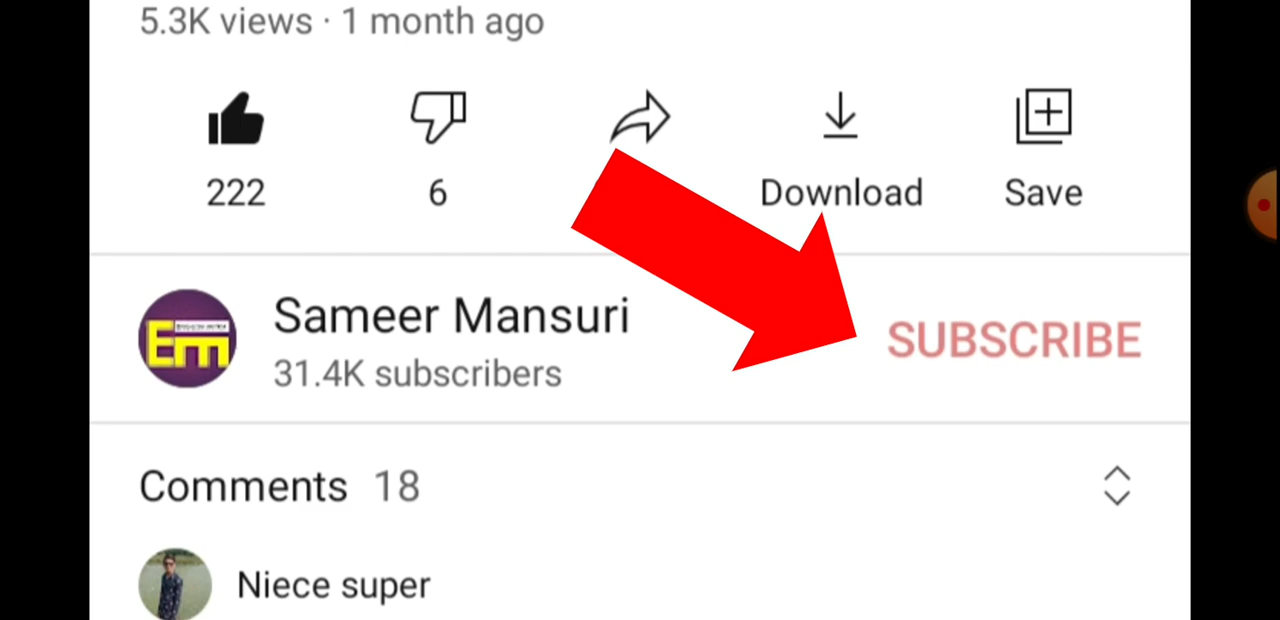 5.3K views · 1 month ago
222
6
Download
Save
Em
Sameer Mansuri
31.4K subscribers
SUBSCRIBE
Comments 18
Niece super